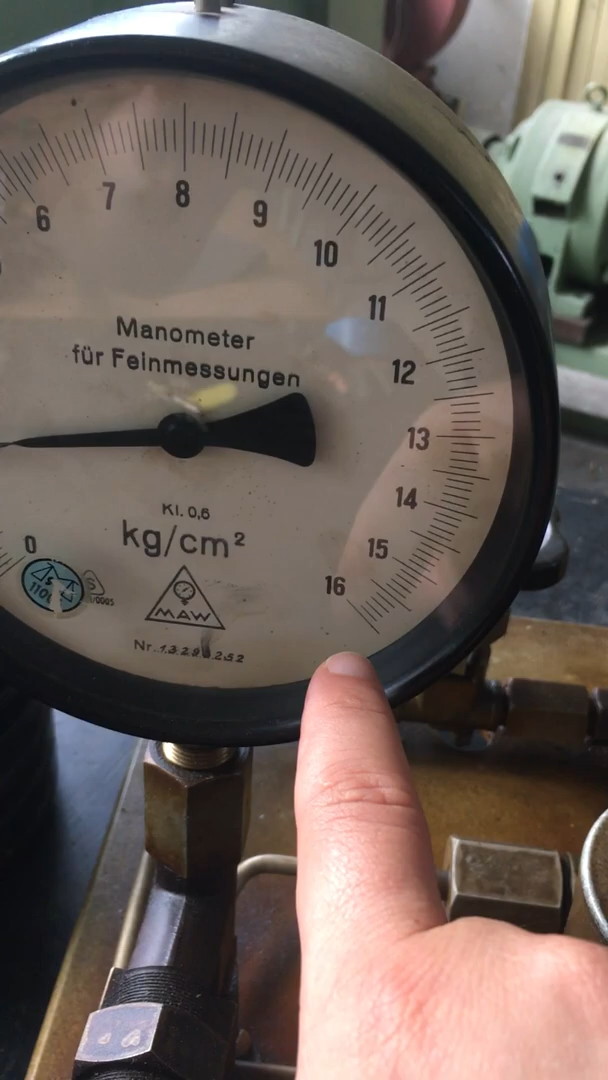 6 7 8 9 10 11 12 13 14 15 16
Manometer
für Feinmessungen
Kl. 0,6
kg/cm²
0
MAW